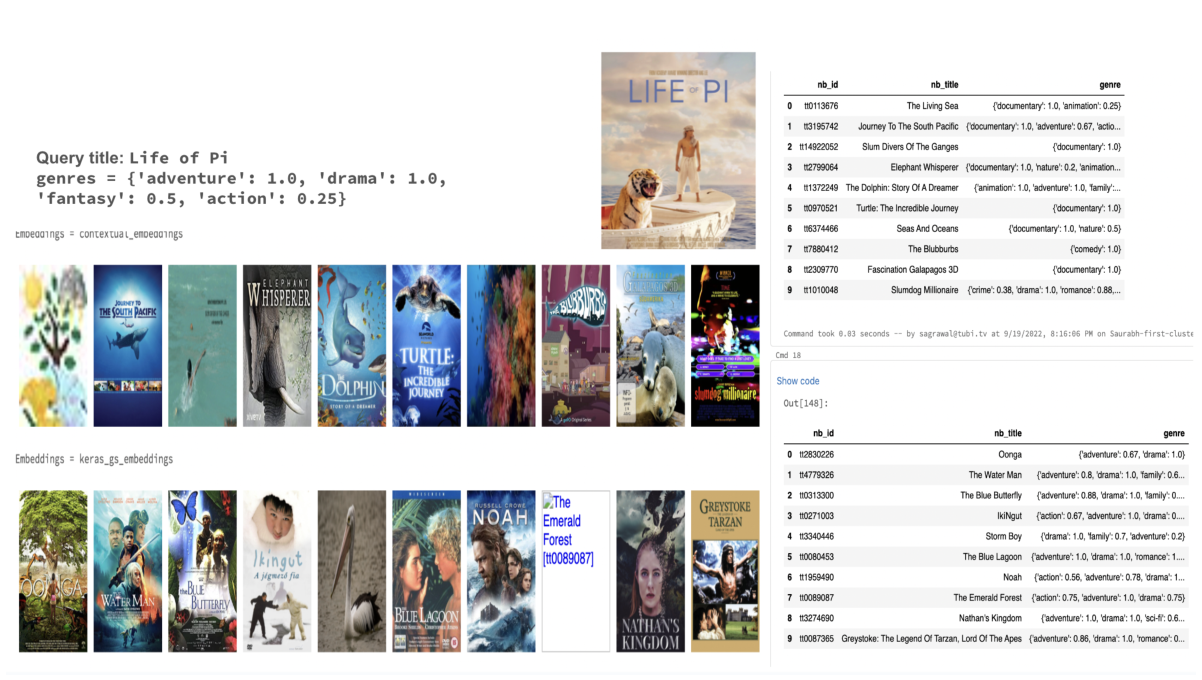 LIFE OF PI
Query title: Life of Pi
genres = {'adventure': 1.0, 'drama': 1.0,
'fantasy': 0.5, 'action': 0.25}
Embeddings = contextual_embeddings
JOURNEY TO
THE SOUTH PACIFIC
ELEPHANT
WHISPERER
THE
DOLPHIN
STORY OF A DREAMER
TURTLE:
THE
INCREDIBLE
JOURNEY
THE
BLUBBURBS
slumdog millionaire
Embeddings = keras_gs_embeddings
OONGA
THE
WATER MAN
the BLUE
BUTTERFLY
Ikingut
A jégmező fia
WIDESCREEN
THE
BLUE LAGOON
RUSSELL CROWE
NOAH
The
Emerald
Forest
[tt0089087]
NATHAN'S
KINGDOM
GREYSTOKE
TARZAN
nb_id nb_title genre
0 tt0113676 The Living Sea {'documentary': 1.0, 'animation': 0.25}
1 tt3195742 Journey To The South Pacific {'documentary': 1.0, 'adventure': 0.67, 'actio...
2 tt14922052 Slum Divers Of The Ganges {'documentary': 1.0}
3 tt2799064 Elephant Whisperer {'documentary': 1.0, 'nature': 0.2, 'animation...
4 tt1372249 The Dolphin: Story Of A Dreamer {'animation': 1.0, 'adventure': 1.0, 'family':...
5 tt0970521 Turtle: The Incredible Journey {'documentary': 1.0}
6 tt6374466 Seas And Oceans {'documentary': 1.0, 'nature': 0.5}
7 tt7880412 The Blubburbs {'comedy': 1.0}
8 tt2309770 Fascination Galapagos 3D {'documentary': 1.0}
9 tt1010048 Slumdog Millionaire {'crime': 0.38, 'drama': 1.0, 'romance': 0.88,...
Command took 0.03 seconds -- by sagrawal@tubi.tv at 9/19/2022, 8:16:06 PM on Saurabh-first-cluste
Cmd 18
Show code
Out[148]:
nb_id nb_title genre
0 tt2830226 Oonga {'adventure': 0.67, 'drama': 1.0}
1 tt4779326 The Water Man {'adventure': 0.8, 'drama': 1.0, 'family': 0.6...
2 tt0313300 The Blue Butterfly {'adventure': 0.88, 'drama': 1.0, 'family': 0....
3 tt0271003 IkiNgut {'action': 0.67, 'adventure': 1.0, 'drama': 0....
4 tt3340446 Storm Boy {'drama': 1.0, 'family': 0.7, 'adventure': 0.2}
5 tt0080453 The Blue Lagoon {'adventure': 1.0, 'drama': 1.0, 'romance': 1....
6 tt1959490 Noah {'action': 0.56, 'adventure': 0.78, 'drama': 1...
7 tt0089087 The Emerald Forest {'action': 0.75, 'adventure': 1.0, 'drama': 0.75}
8 tt3274690 Nathan's Kingdom {'adventure': 1.0, 'drama': 1.0, 'sci-fi': 0.6...
9 tt0087365 Greystoke: The Legend Of Tarzan, Lord Of The Apes {'adventure': 0.86, 'drama': 1.0, 'romance': 0...